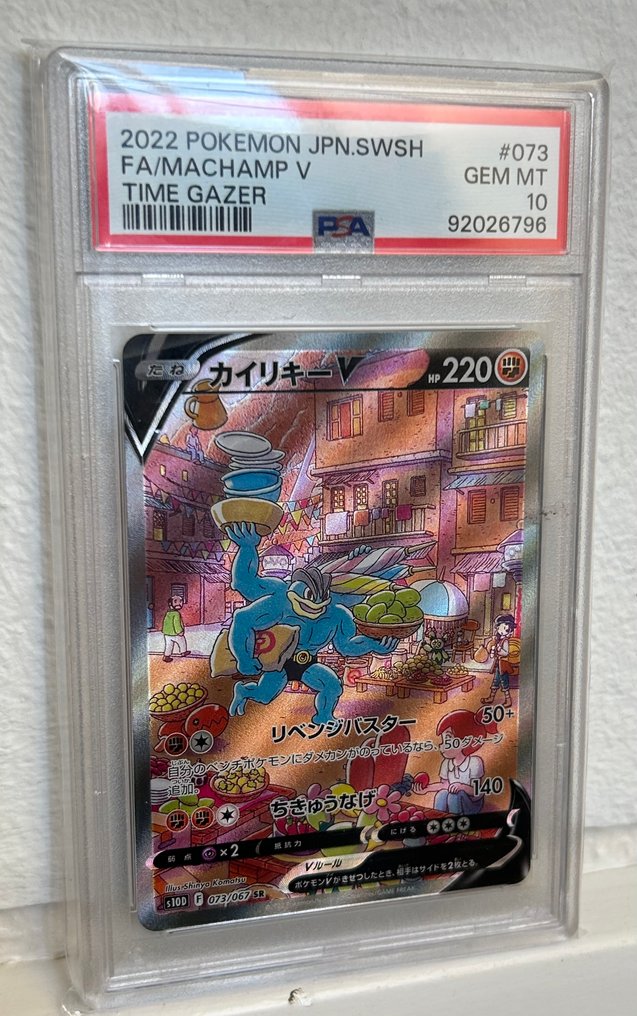 2022 POKEMON JPN.SWSH #073
FA/MACHAMP V GEM MT
TIME GAZER 10
PSA 92026796
たね カイリキーV HP 220
リベンジバスター 50+
自分のベンチポケモンにダメカンがのっているなら、50ダメージ
追加。
ちきゅうなげ 140
弱点 ×2 抵抗力 にげる
Vルール
ポケモンVがきぜつしたとき、相手はサイドを2枚とる。
Illus. Shinya Komatsu
s10D F 073/067 SR